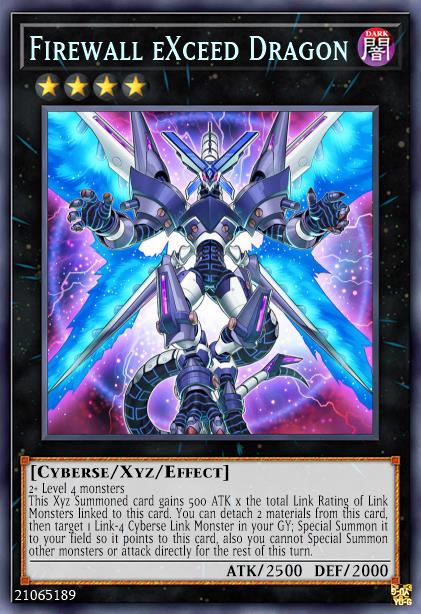 Firewall eXceed Dragon
DARK
闇
[Cyberse/Xyz/Effect]
2+ Level 4 monsters
This Xyz Summoned card gains 500 ATK x the total Link Rating of Link
Monsters linked to this card. You can detach 2 materials from this card,
then target 1 Link-4 Cyberse Link Monster in your GY; Special Summon it
to your field so it points to this card, also you cannot Special Summon
other monsters or attack directly for the rest of this turn.
ATK/2500 DEF/2000
21065189